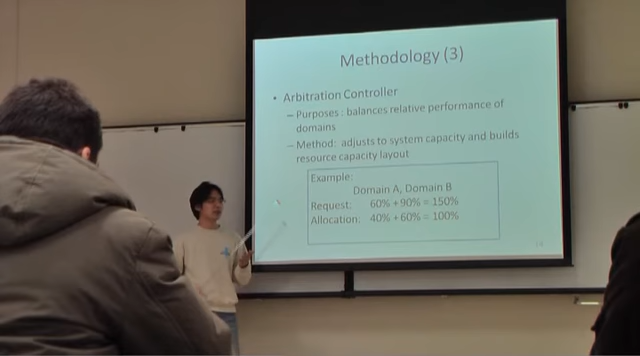 Methodology (3)
• Arbitration Controller
– Purposes : balances relative performance of
domains
– Method: adjusts to system capacity and builds
resource capacity layout
Example:
Domain A, Domain B
Request: 60% + 90% = 150%
Allocation: 40% + 60% = 100%